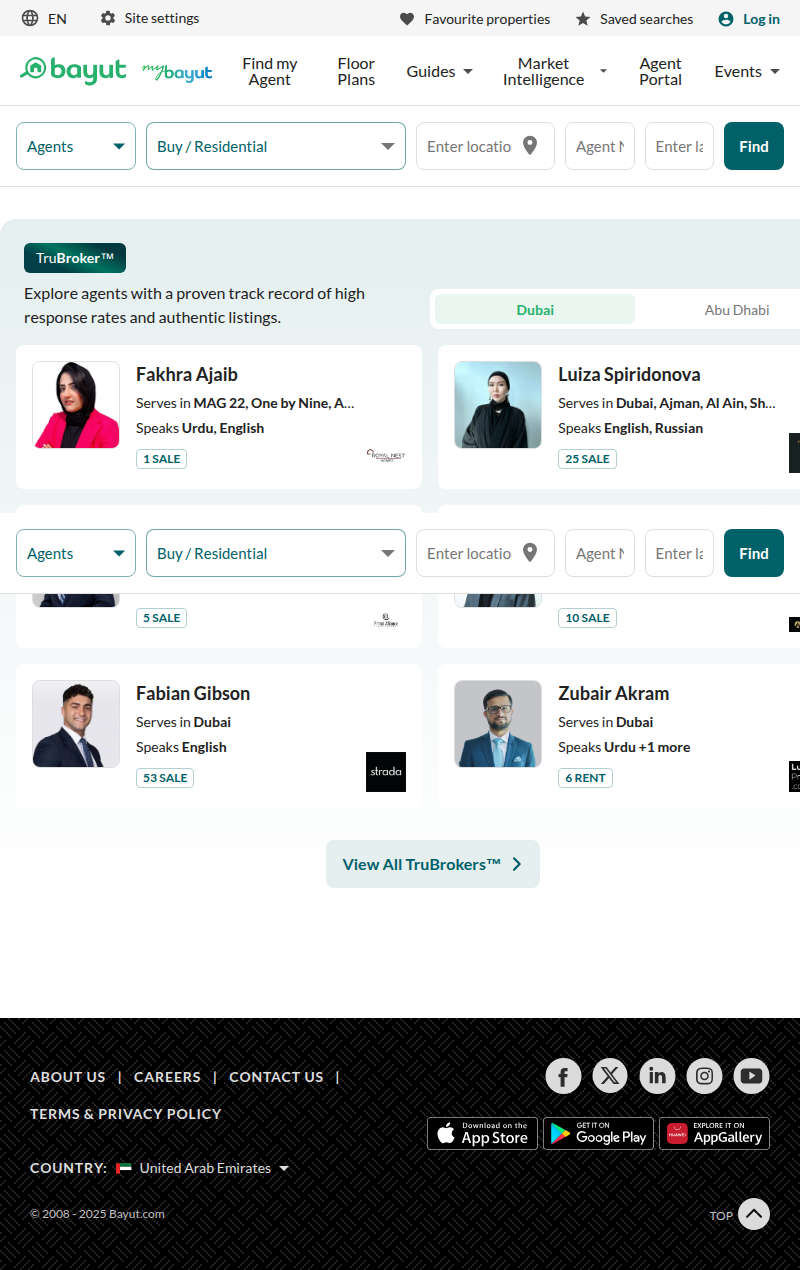 EN
Site settings
Favourite properties
Saved searches
Log in
bayut
mybayut
Find my
Agent
Floor
Plans
Guides
Market
Intelligence
Agent
Portal
Events
Agents
Buy / Residential
Enter locatio
Agent N
Enter la
Find
TruBroker™
Explore agents with a proven track record of high
response rates and authentic listings.
Dubai
Abu Dhabi
Fakhra Ajaib
Serves in MAG 22, One by Nine, A...
Speaks Urdu, English
1 SALE
ROYAL NEST
HOMES
Luiza Spiridonova
Serves in Dubai, Ajman, Al Ain, Sh...
Speaks English, Russian
25 SALE
Agents
Buy / Residential
Enter locatio
Agent N
Enter la
Find
5 SALE
10 SALE
Fabian Gibson
Serves in Dubai
Speaks English
53 SALE
strada
Zubair Akram
Serves in Dubai
Speaks Urdu +1 more
6 RENT
View All TruBrokers™
ABOUT US | CAREERS | CONTACT US |
TERMS & PRIVACY POLICY
Download on the
App Store
GET IT ON
Google Play
HUAWEI
EXPLORE IT ON
AppGallery
COUNTRY: United Arab Emirates
© 2008 - 2025 Bayut.com
TOP